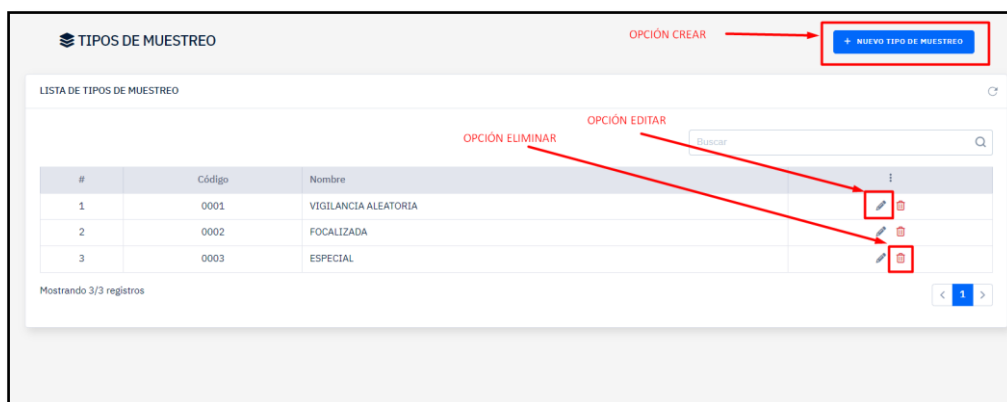 OPCIÓN CREAR
TIPOS DE MUESTREO
+ NUEVO TIPO DE MUESTREO
LISTA DE TIPOS DE MUESTREO
OPCIÓN EDITAR
OPCIÓN ELIMINAR
Buscar
# Código Nombre
1 0001 VIGILANCIA ALEATORIA
2 0002 FOCALIZADA
3 0003 ESPECIAL
Mostrando 3/3 registros
< 1 >